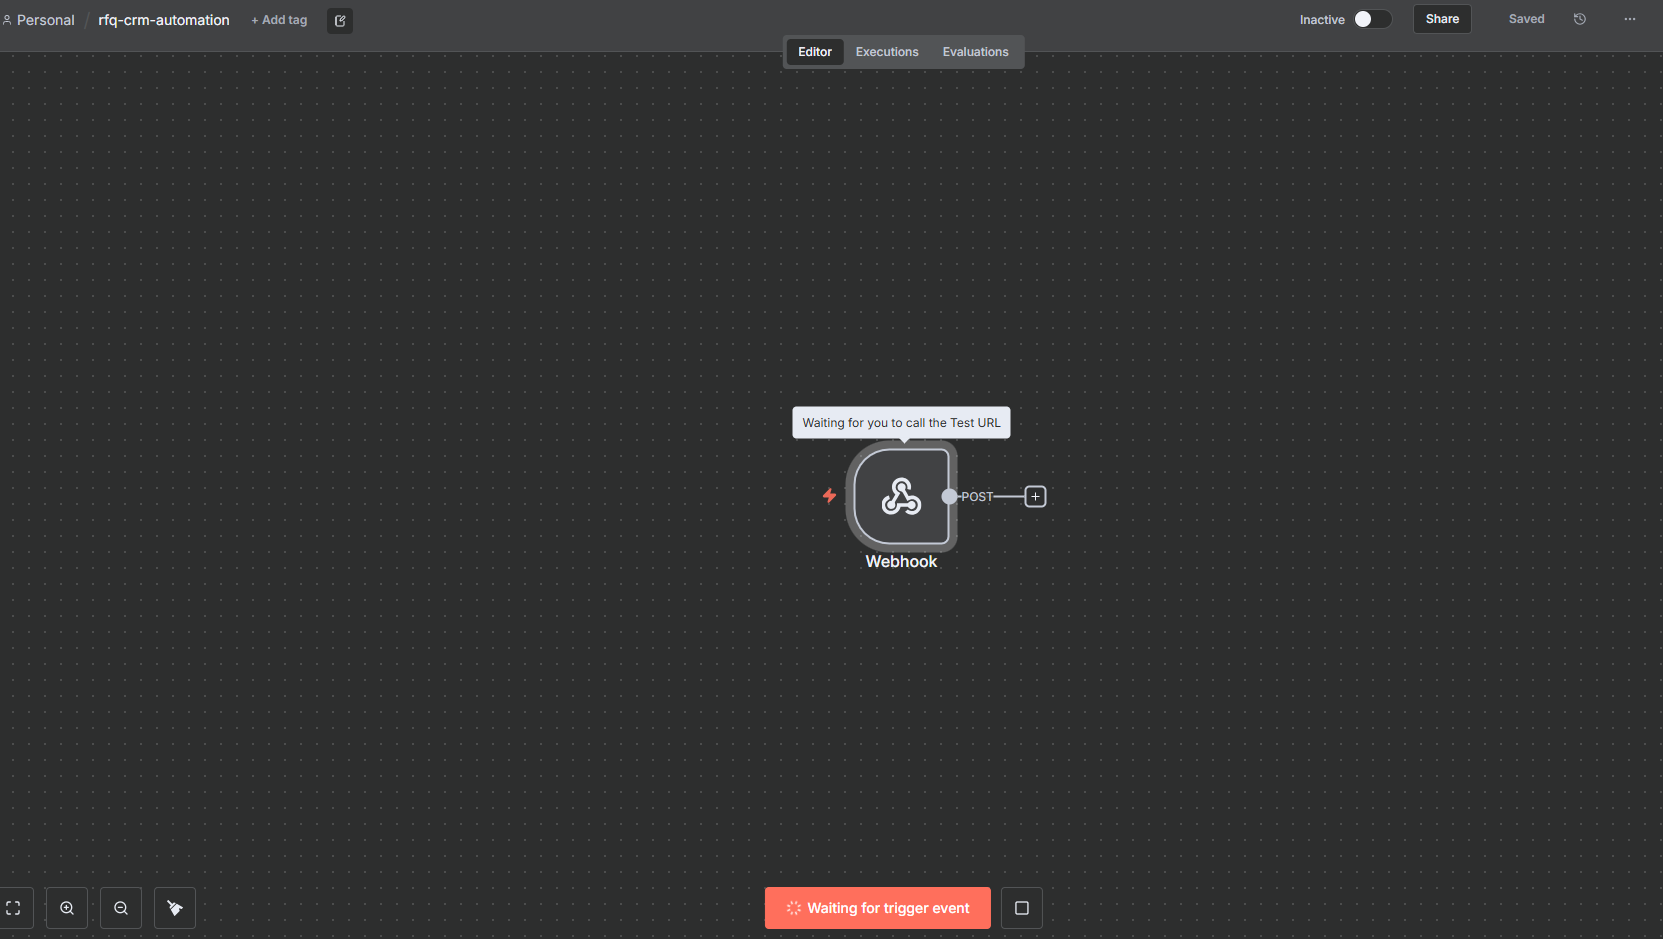 Personal / rfq-crm-automation + Add tag
Inactive Share Saved
Editor Executions Evaluations
Waiting for you to call the Test URL
POST
Webhook
Waiting for trigger event